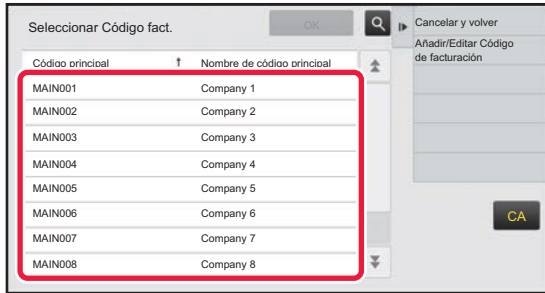 Seleccionar Código fact.
OK
Cancelar y volver
Añadir/Editar Código
de facturación
Código principal
Nombre de código principal
MAIN001 Company 1
MAIN002 Company 2
MAIN003 Company 3
MAIN004 Company 4
MAIN005 Company 5
MAIN006 Company 6
MAIN007 Company 7
MAIN008 Company 8
CA